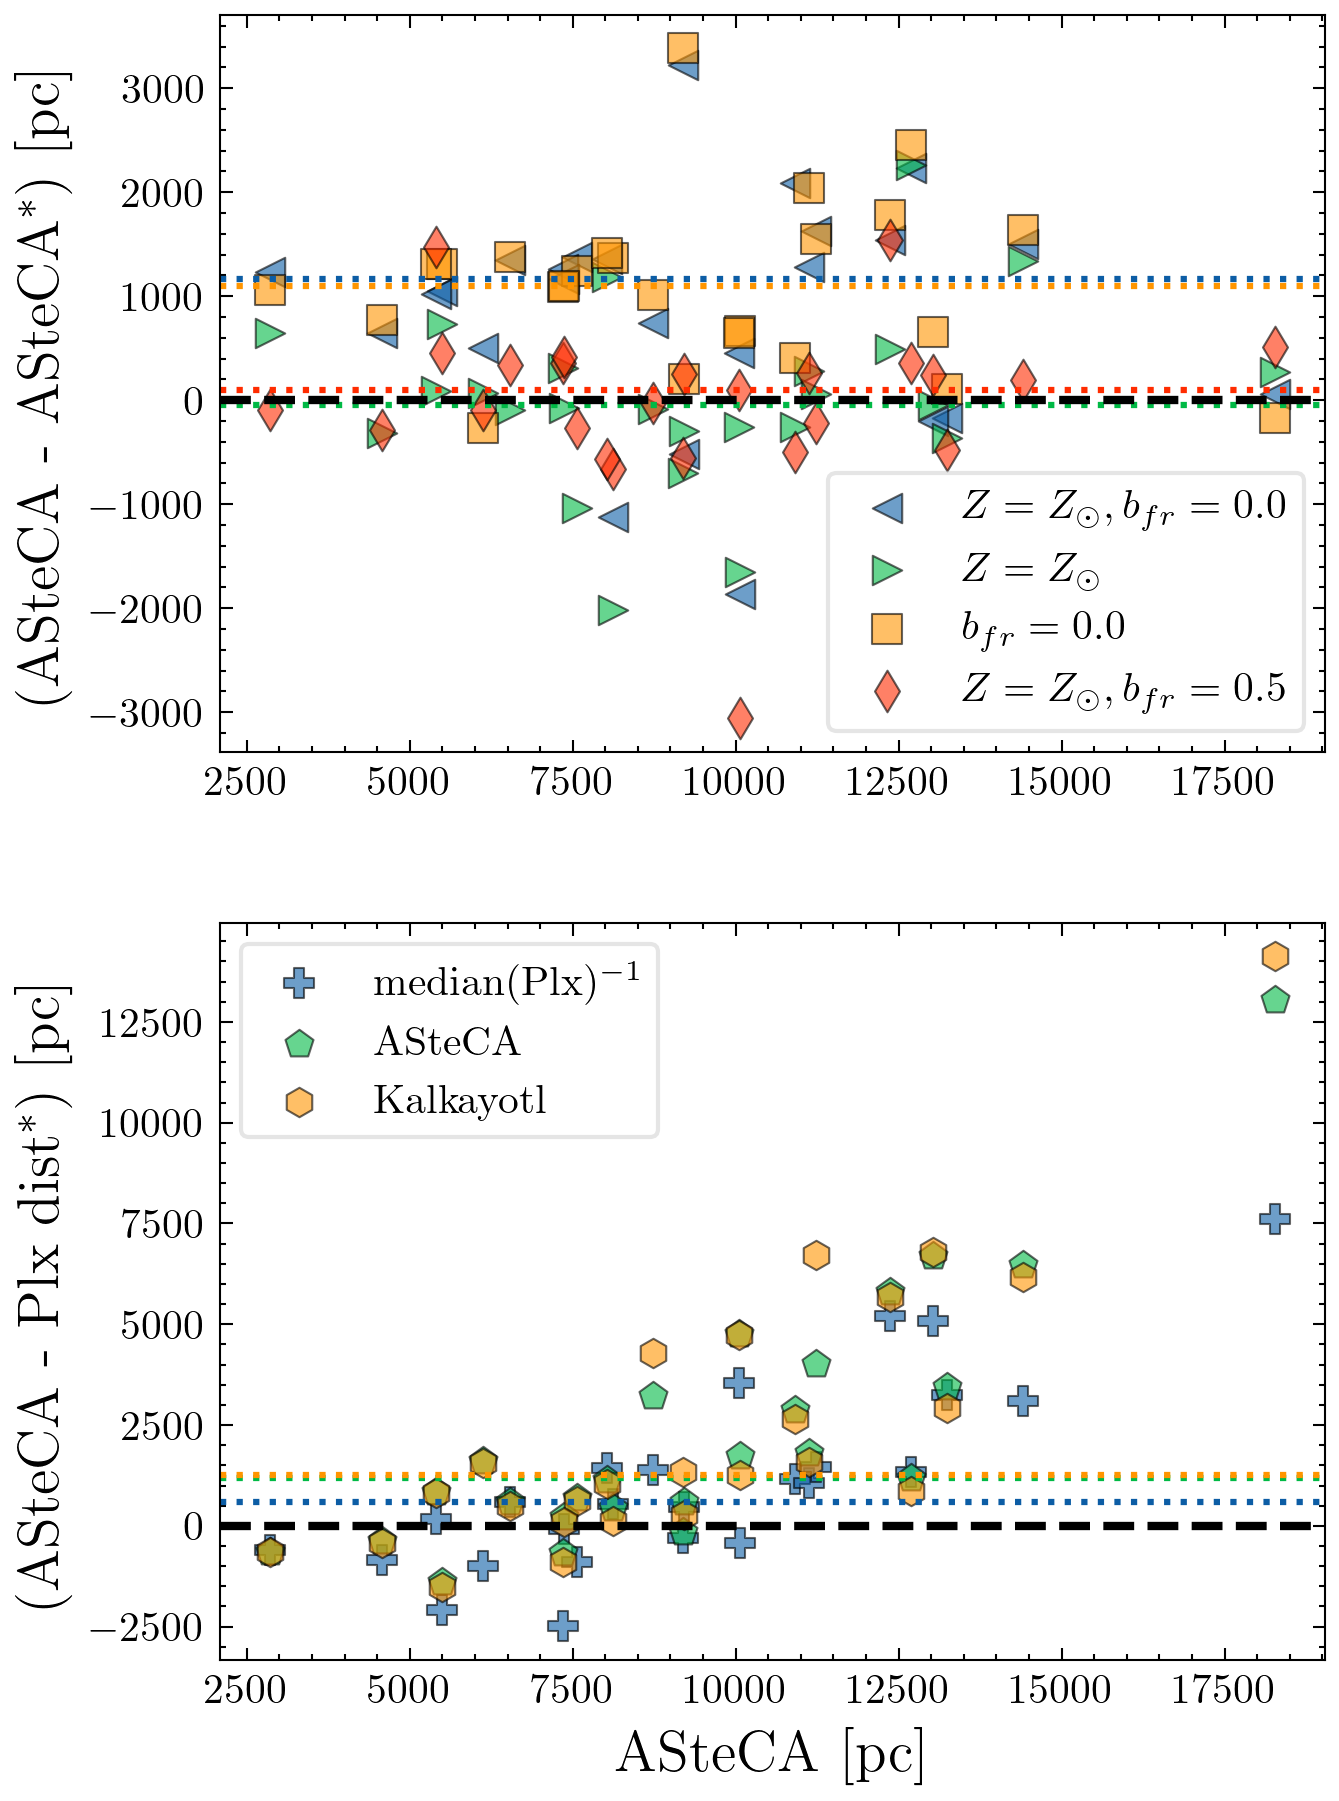 (ASteCA - ASteCA*) [pc]
3000
2000
1000
0
−1000
−2000
−3000
Z = Z⊙, b_fr = 0.0
Z = Z⊙
b_fr = 0.0
Z = Z⊙, b_fr = 0.5
2500 5000 7500 10000 12500 15000 17500
(ASteCA - Plx dist*) [pc]
12500
10000
7500
5000
2500
0
−2500
median(Plx)⁻¹
ASteCA
Kalkayotl
2500 5000 7500 10000 12500 15000 17500
ASteCA [pc]